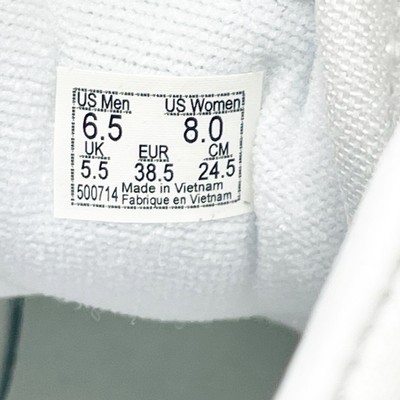 US Men US Women
6.5 8.0
UK EUR CM
5.5 38.5 24.5
500714 Made in Vietnam
Fabrique en Vietnam